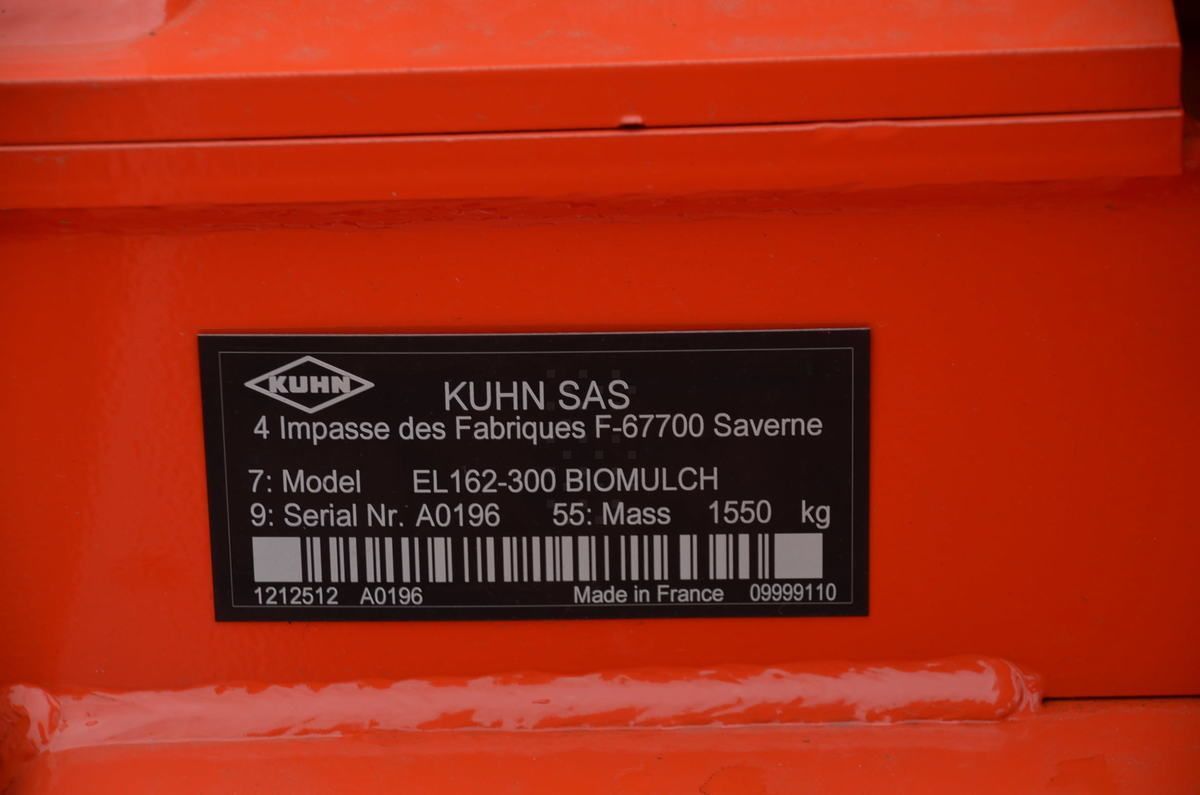 KUHN
KUHN SAS
4 Impasse des Fabriques F-67700 Saverne
7: Model EL162-300 BIOMULCH
9: Serial Nr. A0196 55: Mass 1550 kg
1212512 A0196 Made in France 09999110